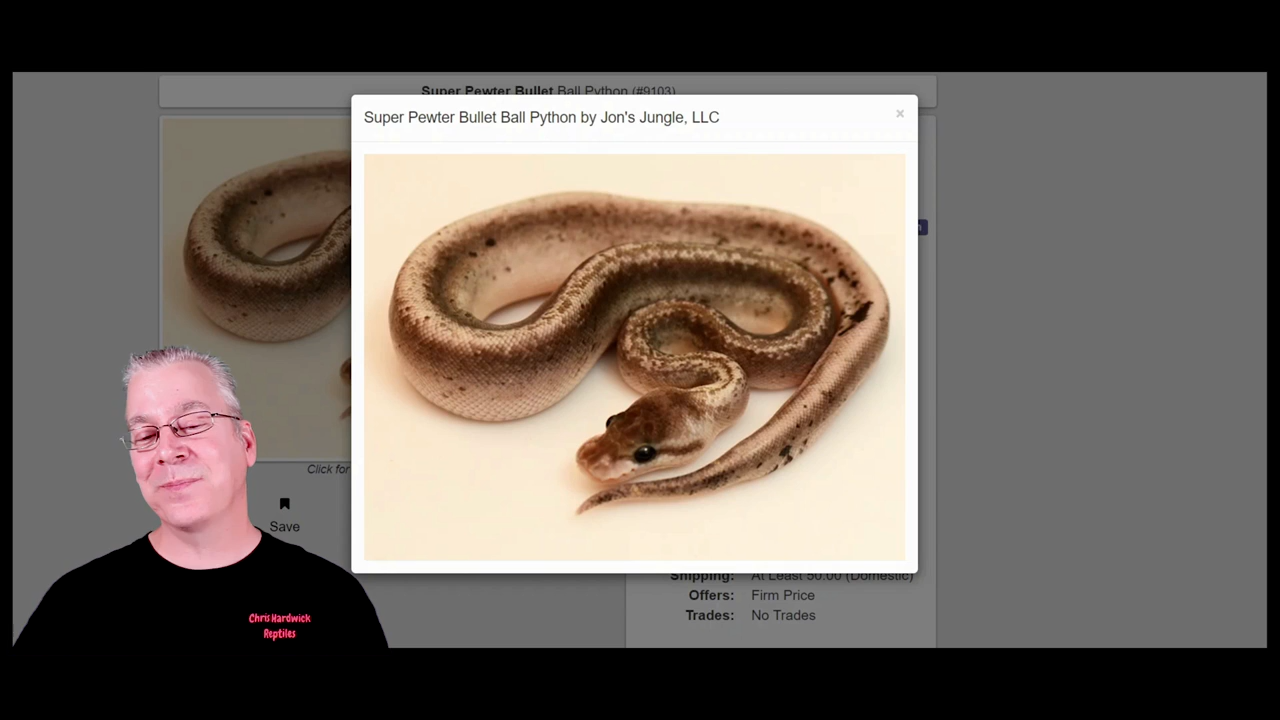 Super Pewter Bullet Ball Python (#9103)
Super Pewter Bullet Ball Python by Jon's Jungle, LLC
×
Click for
Save
Shipping: At Least 50.00 (Domestic)
Offers: Firm Price
Trades: No Trades
Chris Hardwick
Reptiles